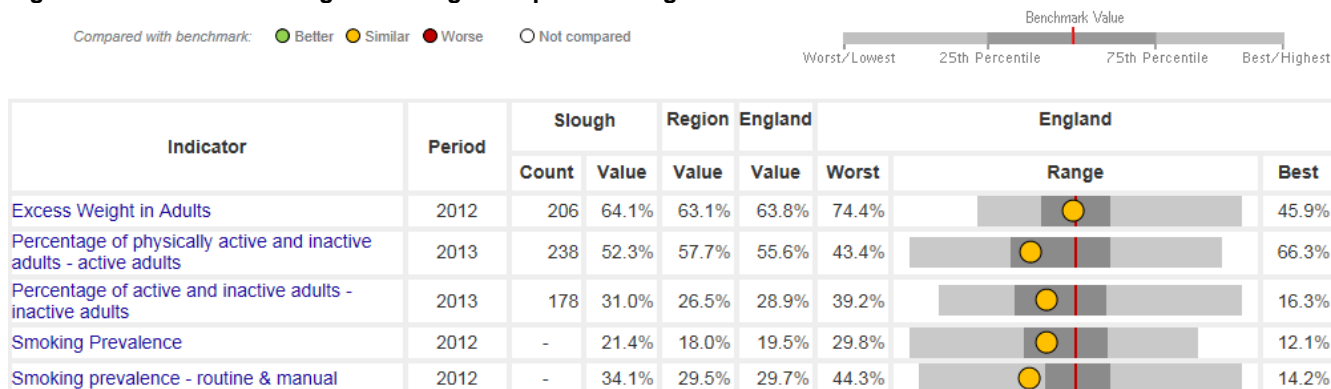 Compared with benchmark: Better Similar Worse Not compared
Benchmark Value
Worst/Lowest 25th Percentile 75th Percentile Best/Highest
Indicator Period Slough Region England England
Count Value Value Value Worst Range Best
Excess Weight in Adults 2012 206 64.1% 63.1% 63.8% 74.4% 45.9%
Percentage of physically active and inactive
adults - active adults 2013 238 52.3% 57.7% 55.6% 43.4% 66.3%
Percentage of active and inactive adults -
inactive adults 2013 178 31.0% 26.5% 28.9% 39.2% 16.3%
Smoking Prevalence 2012 - 21.4% 18.0% 19.5% 29.8% 12.1%
Smoking prevalence - routine & manual 2012 - 34.1% 29.5% 29.7% 44.3% 14.2%